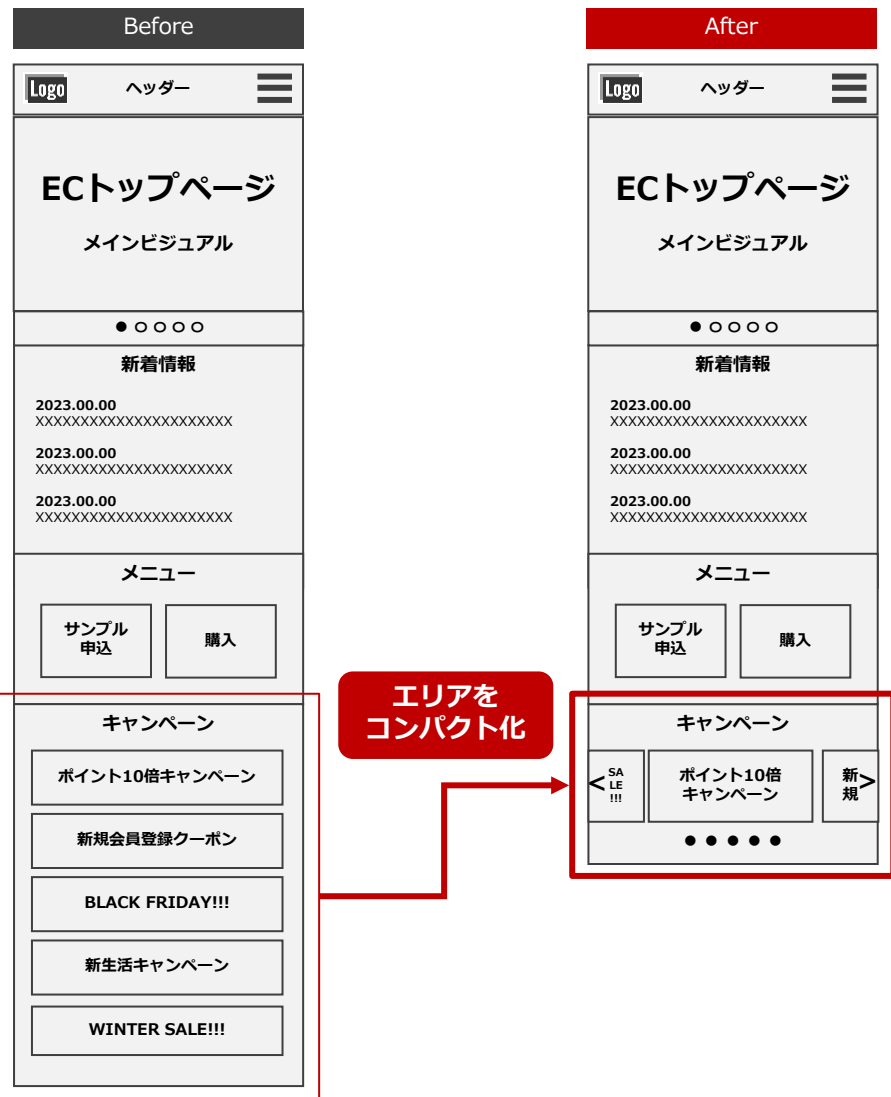 Before
Logo
ヘッダー
ECトップページ
メインビジュアル
新着情報
2023.00.00
XXXXXXXXXXXXXXXXXXXXXX
2023.00.00
XXXXXXXXXXXXXXXXXXXXXX
2023.00.00
XXXXXXXXXXXXXXXXXXXXXX
メニュー
サンプル
申込
購入
キャンペーン
ポイント10倍キャンペーン
新規会員登録クーポン
BLACK FRIDAY!!!
新生活キャンペーン
WINTER SALE!!!
エリアを
コンパクト化
After
Logo
ヘッダー
ECトップページ
メインビジュアル
新着情報
2023.00.00
XXXXXXXXXXXXXXXXXXXXXX
2023.00.00
XXXXXXXXXXXXXXXXXXXXXX
2023.00.00
XXXXXXXXXXXXXXXXXXXXXX
メニュー
サンプル
申込
購入
キャンペーン
<
SA
LE
!!!
ポイント10倍
キャンペーン
新
規
>